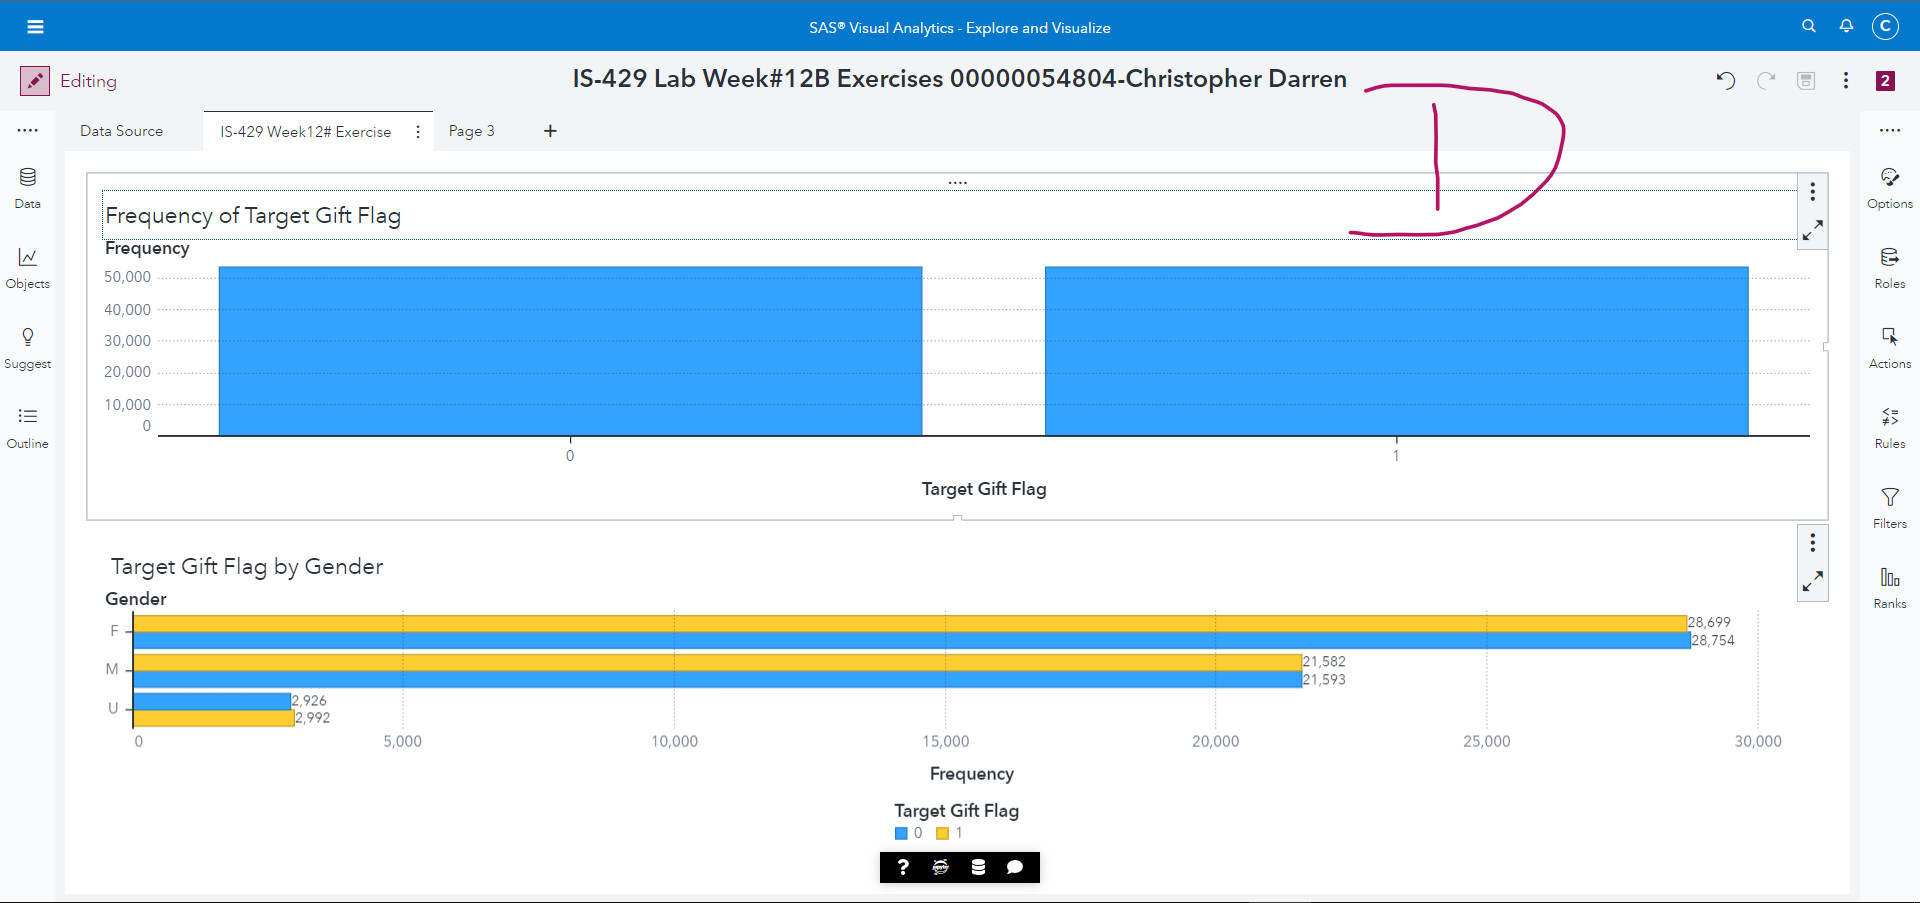 SAS® Visual Analytics - Explore and Visualize
C
Editing
IS-429 Lab Week#12B Exercises 00000054804-Christopher Darren
2
D
Data Source
IS-429 Week12# Exercise
Page 3
Data
Objects
Suggest
Outline
Options
Roles
Actions
Rules
Filters
Ranks
Frequency of Target Gift Flag
Frequency
50,000
40,000
30,000
20,000
10,000
0
0 1
Target Gift Flag
Target Gift Flag by Gender
Gender
F
28,699
28,754
M
21,582
21,593
U
2,926
2,992
0 5,000 10,000 15,000 20,000 25,000 30,000
Frequency
Target Gift Flag
0 1
?